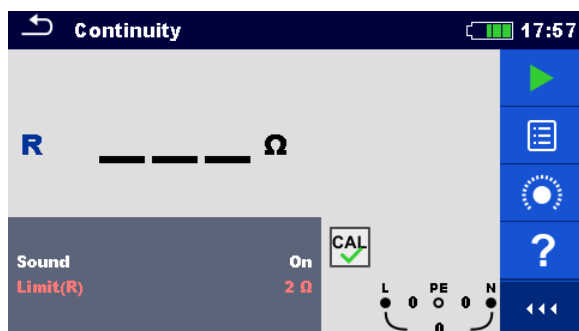 Continuity 17:57
R _ _ _ Ω
Sound On
Limit(R) 2 Ω
CAL
L PE N
0 0
0
?